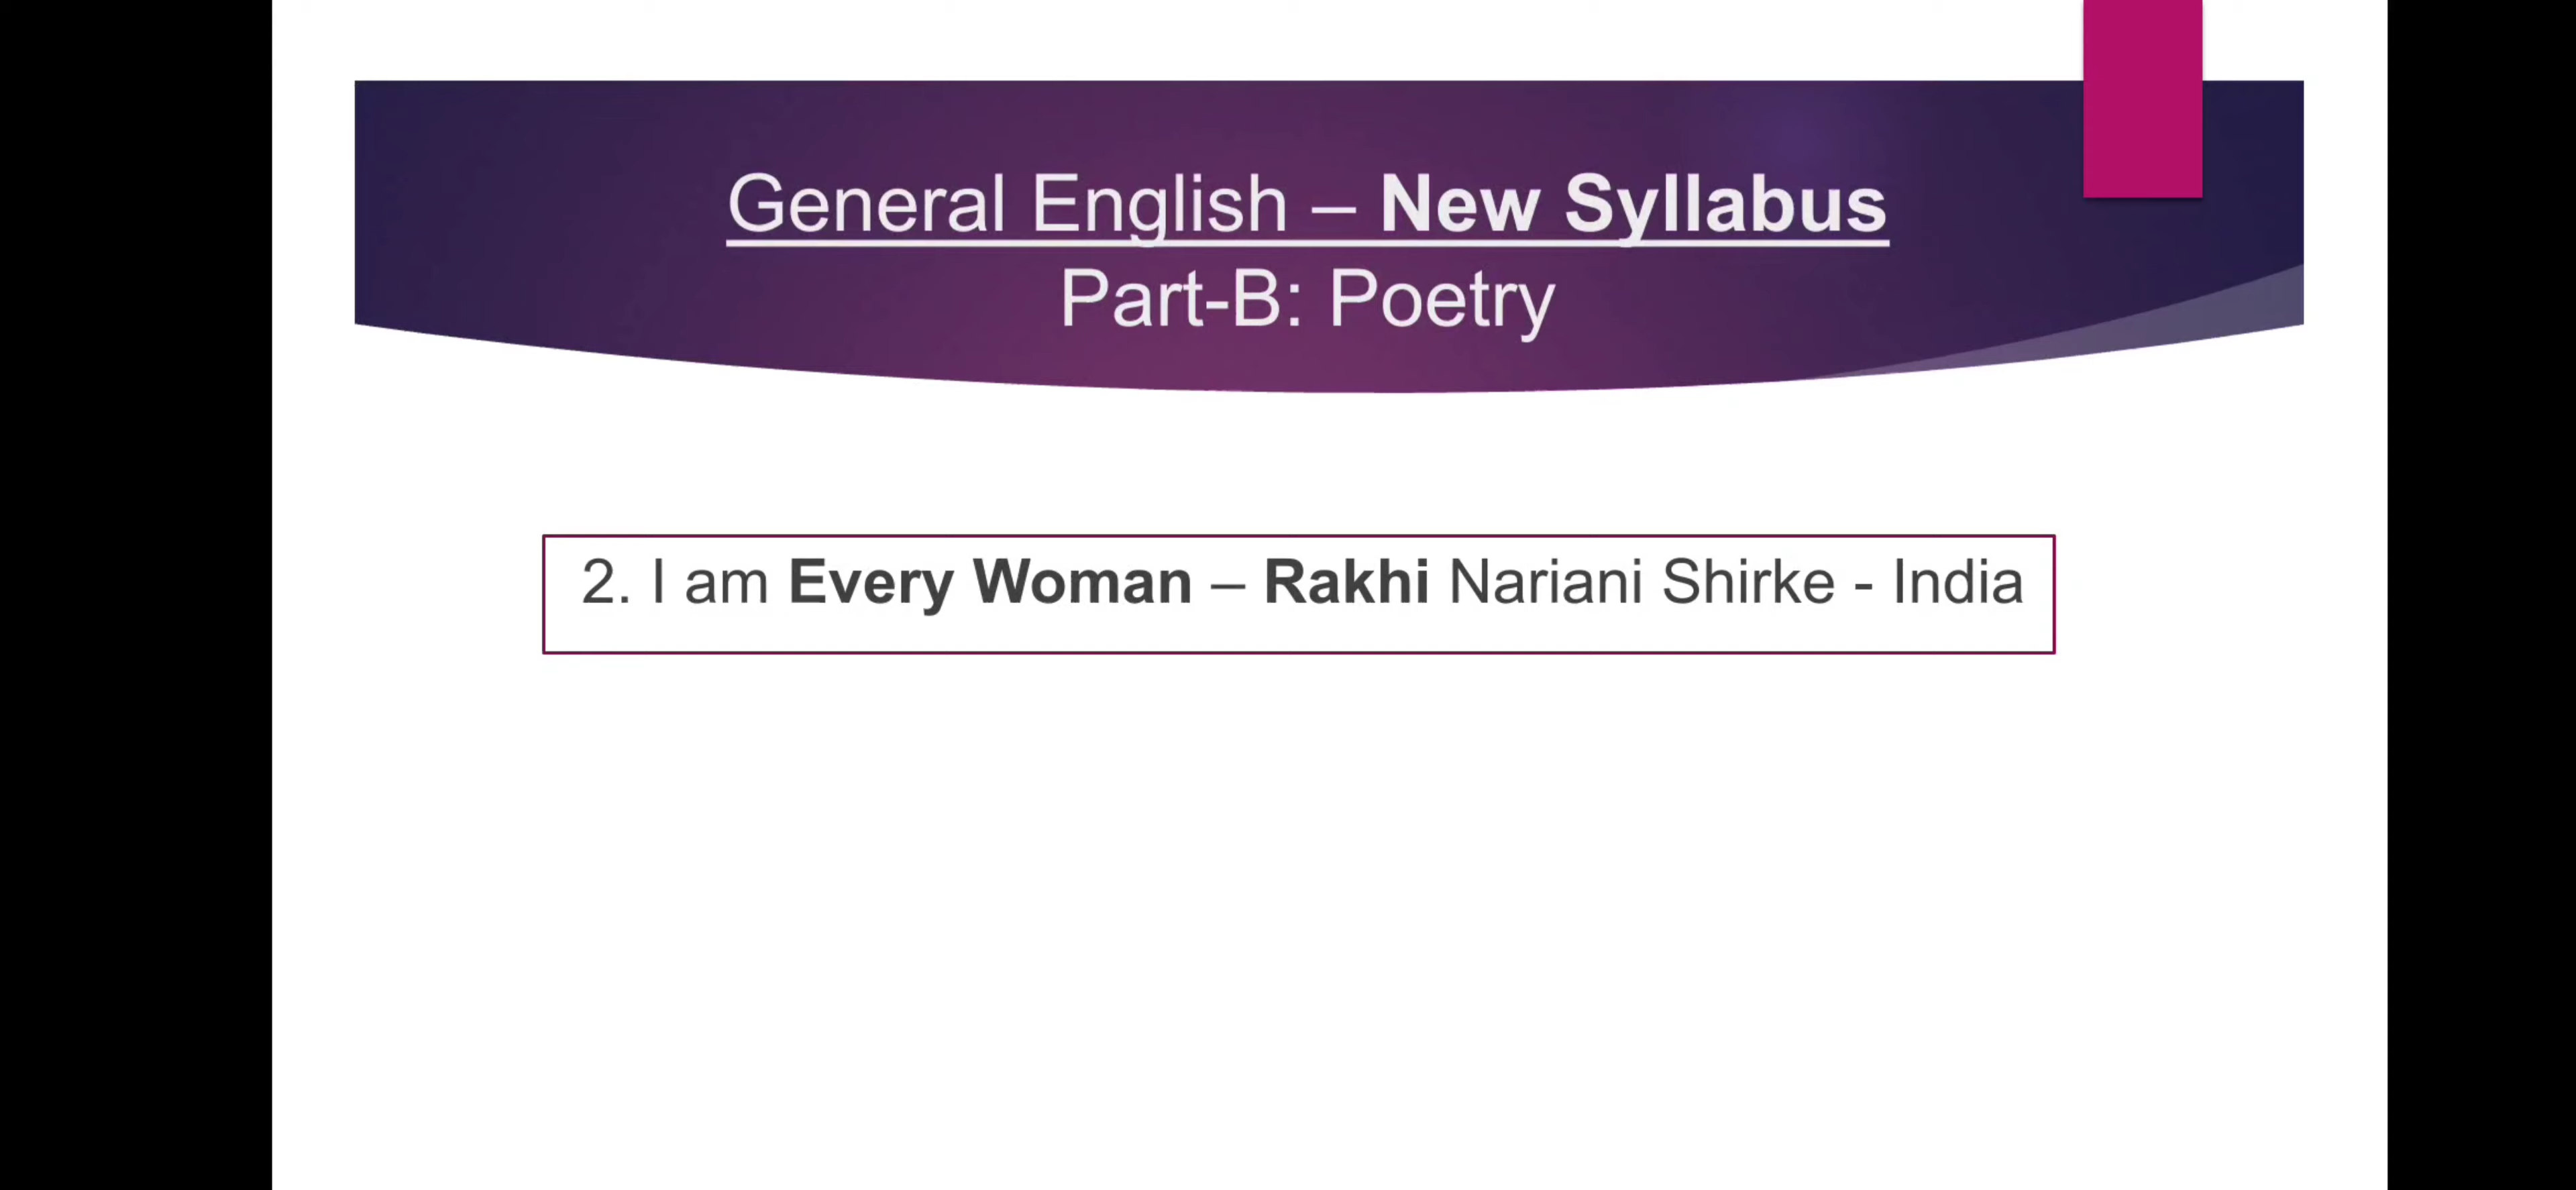 General English – New Syllabus
Part-B: Poetry
2. I am Every Woman – Rakhi Nariani Shirke - India